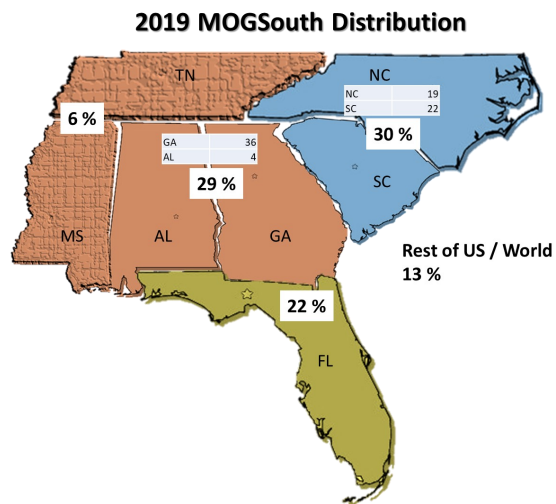 2019 MOGSouth Distribution
TN
NC
NC 19
SC 22
6 %
30 %
GA 36
AL 4
29 %
SC
MS
AL
GA
Rest of US / World
13 %
22 %
FL